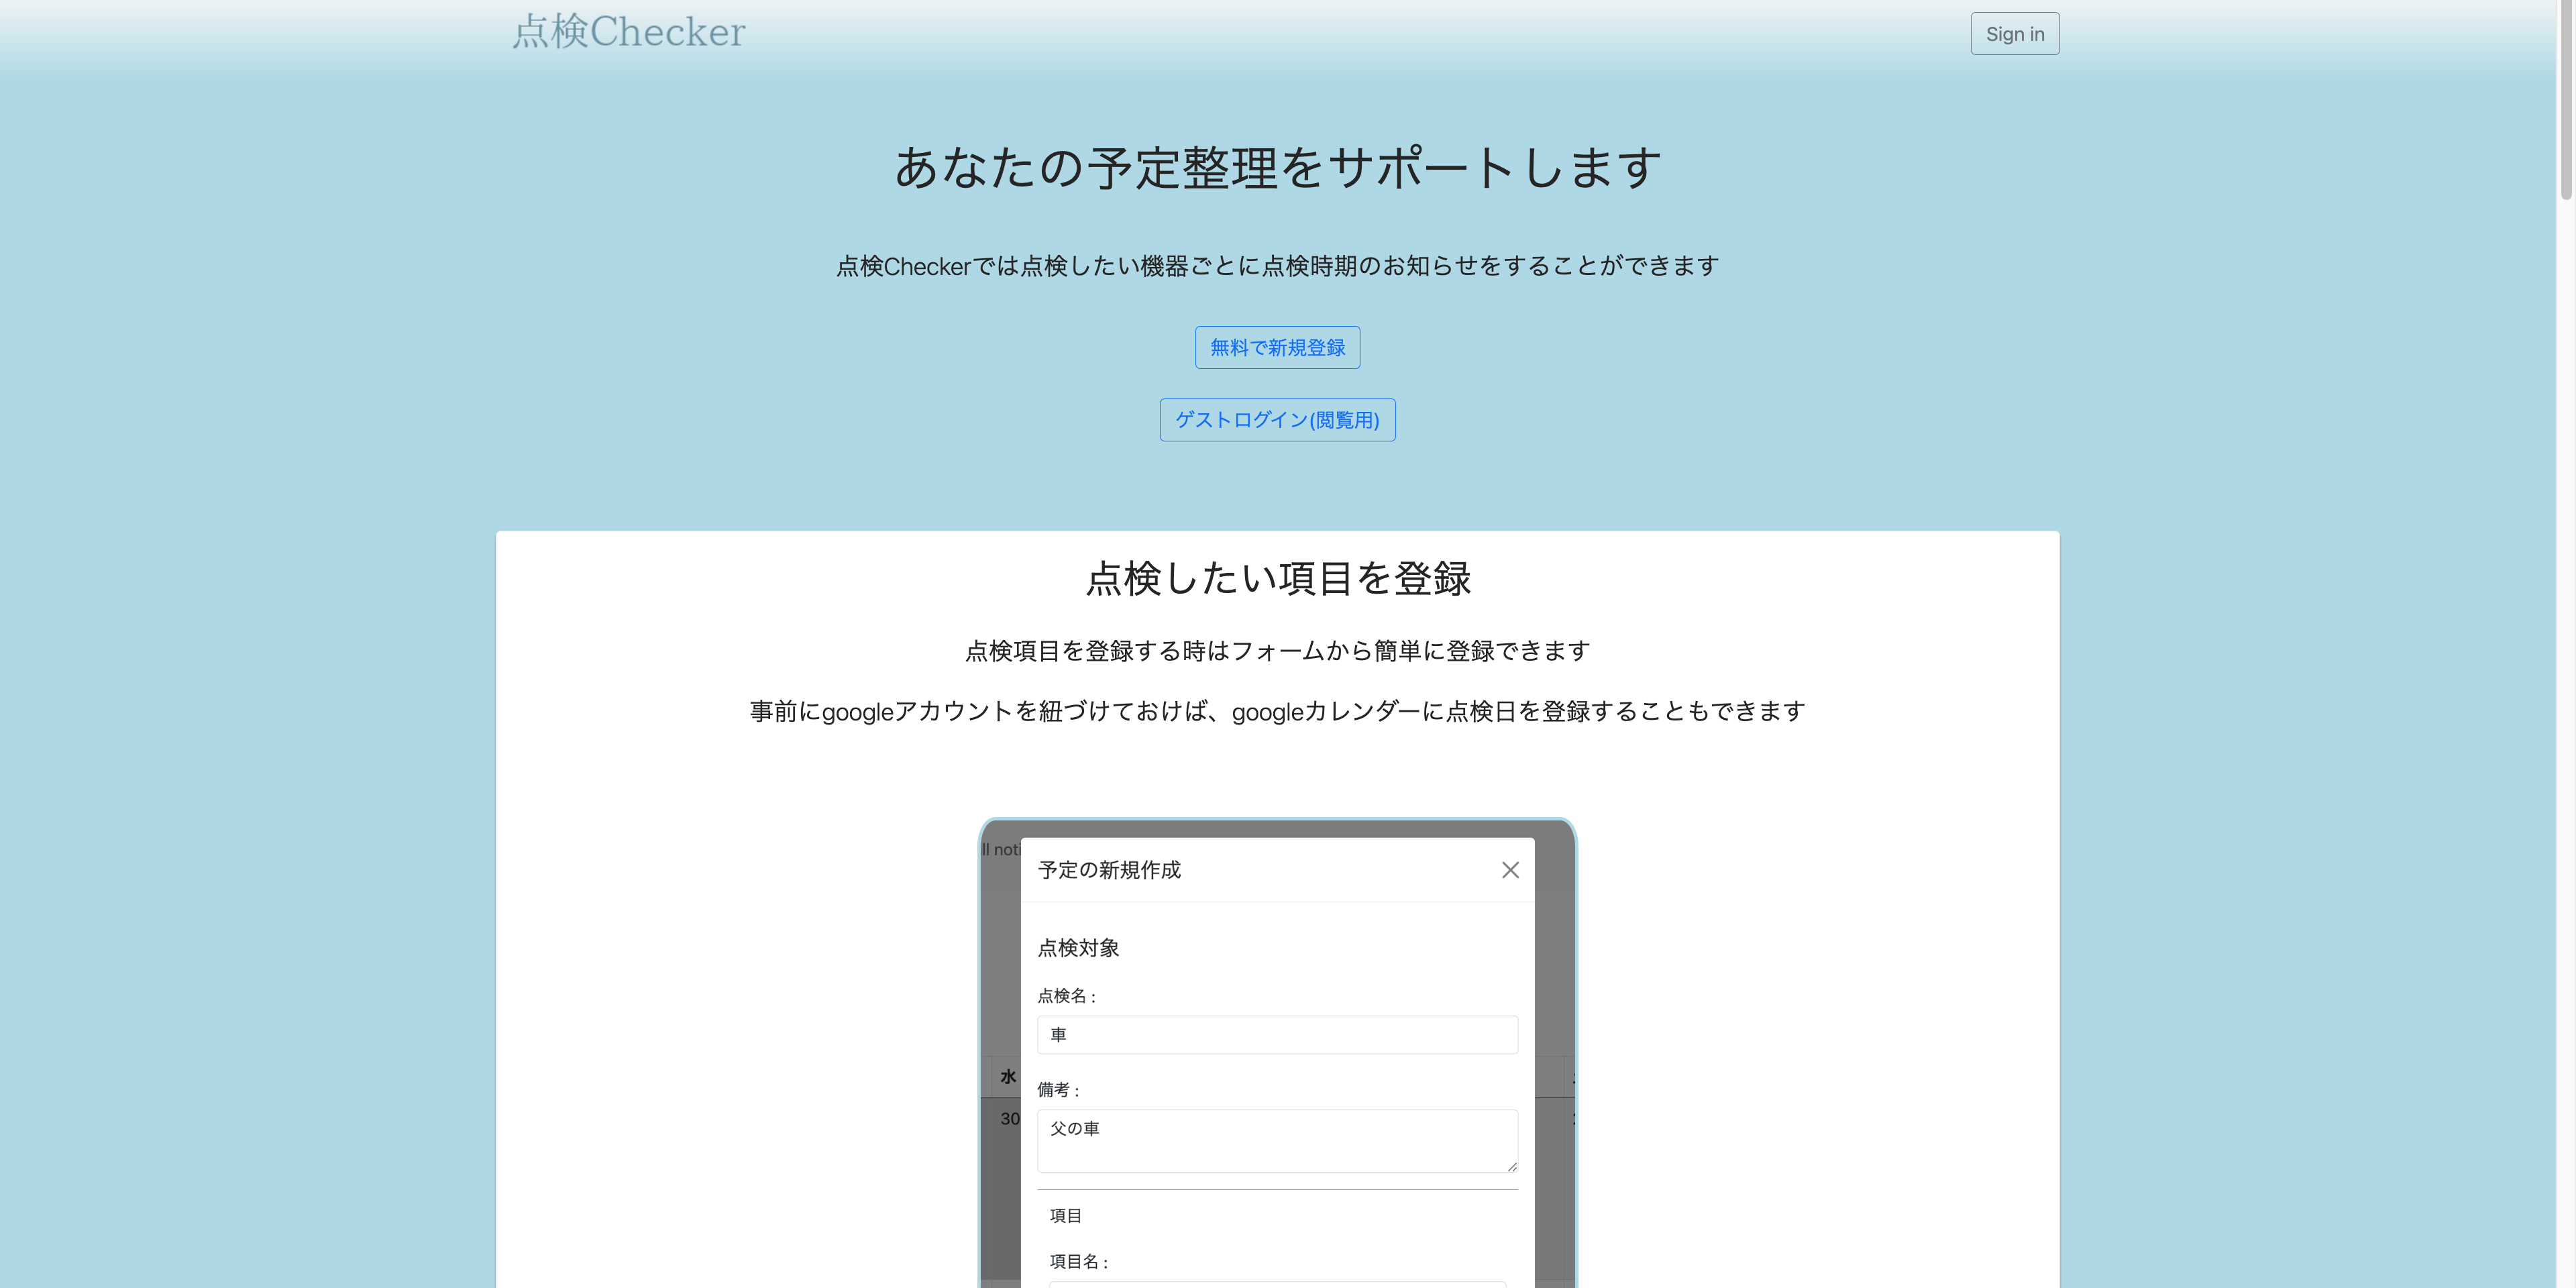 点検Checker
Sign in
あなたの予定整理をサポートします
点検Checkerでは点検したい機器ごとに点検時期のお知らせをすることができます
無料で新規登録
ゲストログイン(閲覧用)
点検したい項目を登録
点検項目を登録する時はフォームから簡単に登録できます
事前にgoogleアカウントを紐づけておけば、googleカレンダーに点検日を登録することもできます
ll noti
予定の新規作成
点検対象
点検名 :
車
水
備考 :
30
父の車
項目
項目名 :